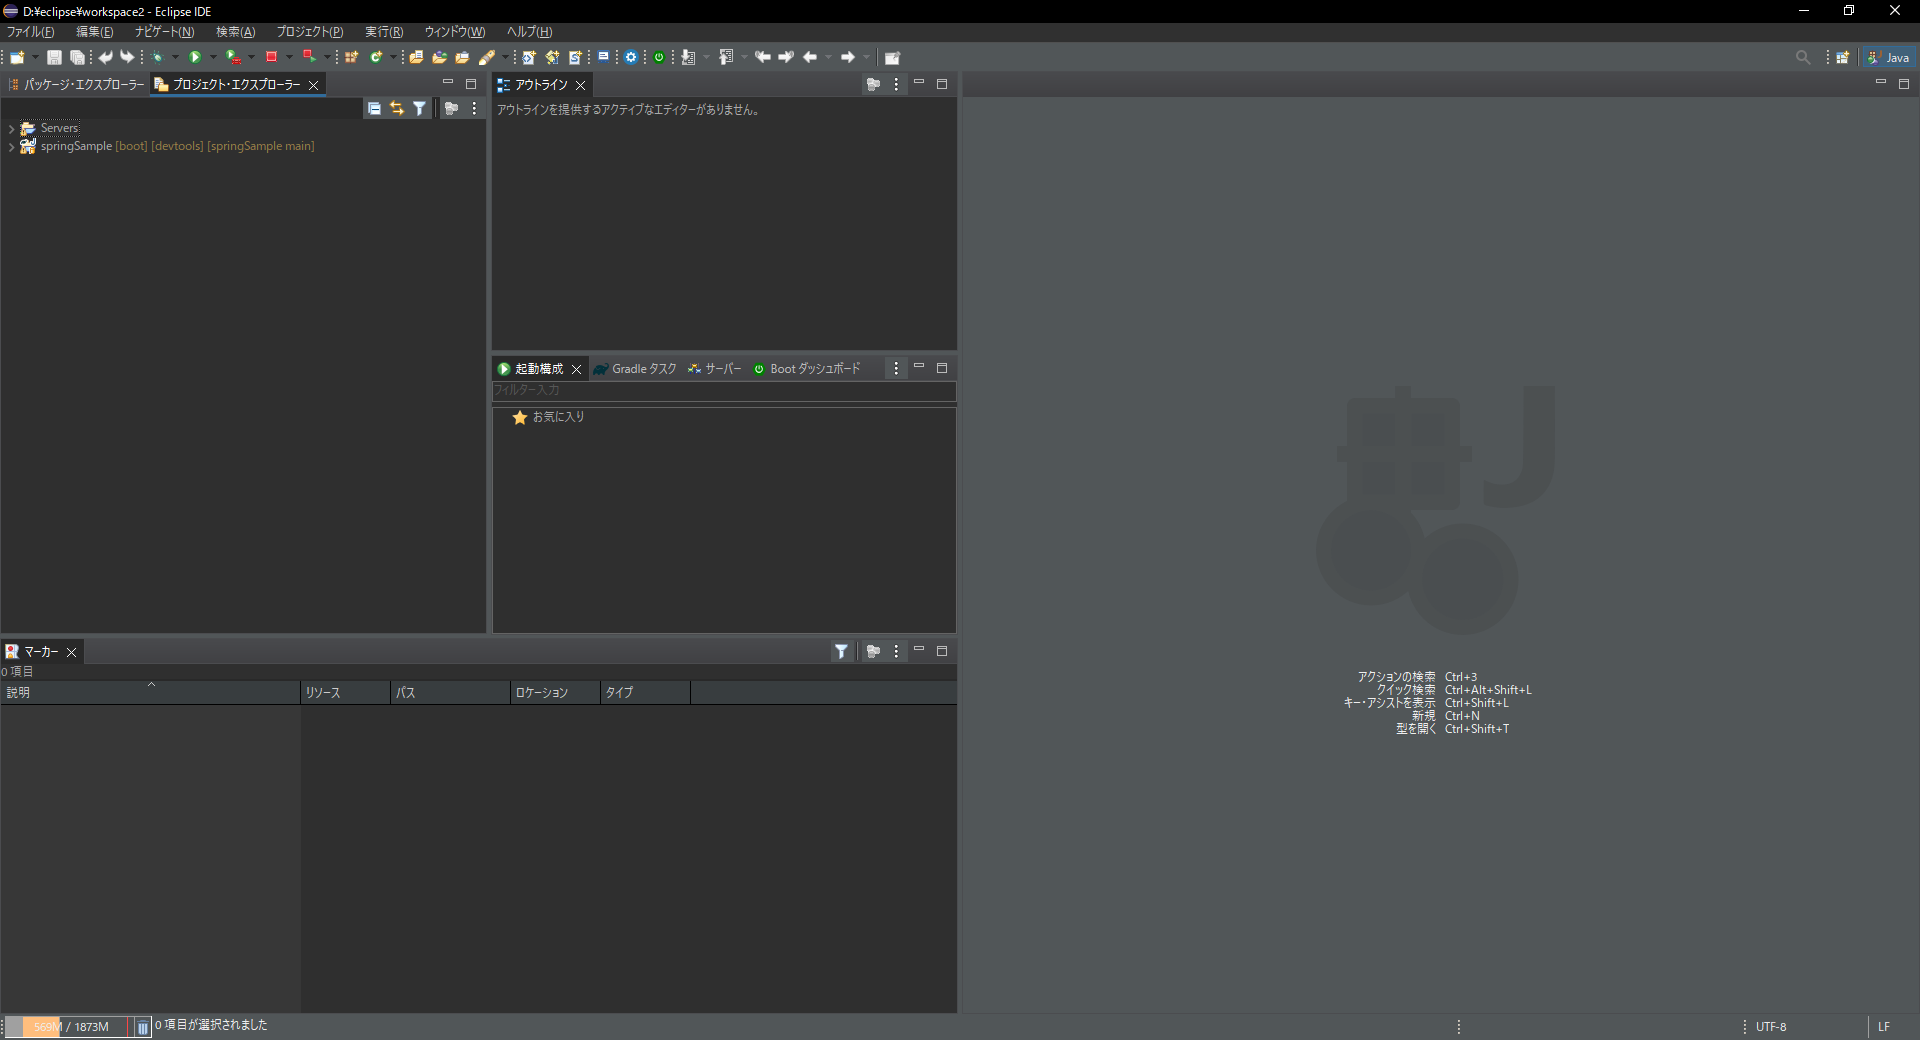 D:¥eclipse¥workspace2 - Eclipse IDE
ファイル(F) 編集(E) ナビゲート(N) 検索(A) プロジェクト(P) 実行(R) ウィンドウ(W) ヘルプ(H)
Java
パッケージ・エクスプローラー プロジェクト・エクスプローラー
Servers
springSample [boot] [devtools] [springSample main]
アウトライン
アウトラインを提供するアクティブなエディターがありません。
起動構成 Gradle タスク サーバー Boot ダッシュボード
フィルター入力
お気に入り
J
アクションの検索 Ctrl+3
クイック検索 Ctrl+Alt+Shift+L
キー・アシストを表示 Ctrl+Shift+L
新規 Ctrl+N
型を開く Ctrl+Shift+T
マーカー
0 項目
説明 リソース パス ロケーション タイプ
569M / 1873M 0 項目が選択されました UTF-8 LF